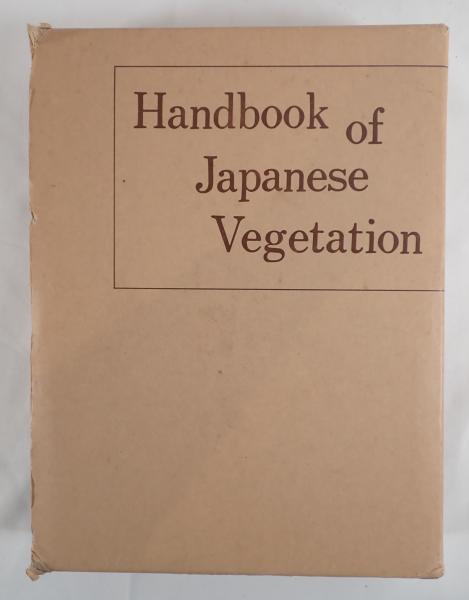 Handbook of
Japanese
Vegetation